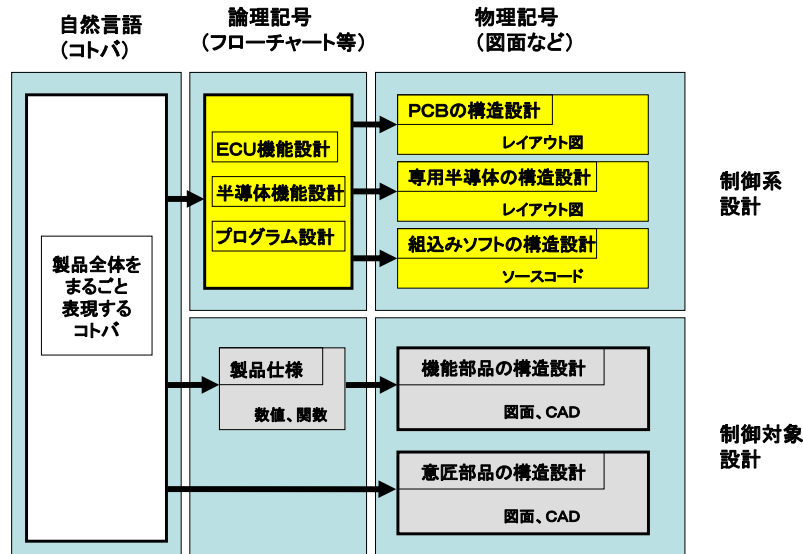 自然言語
(コトバ)
論理記号
(フローチャート等)
物理記号
(図面など)
製品全体を
まるごと
表現する
コトバ
ECU機能設計
半導体機能設計
プログラム設計
PCBの構造設計
レイアウト図
専用半導体の構造設計
レイアウト図
組込みソフトの構造設計
ソースコード
制御系
設計
製品仕様
数値、関数
機能部品の構造設計
図面、CAD
意匠部品の構造設計
図面、CAD
制御対象
設計